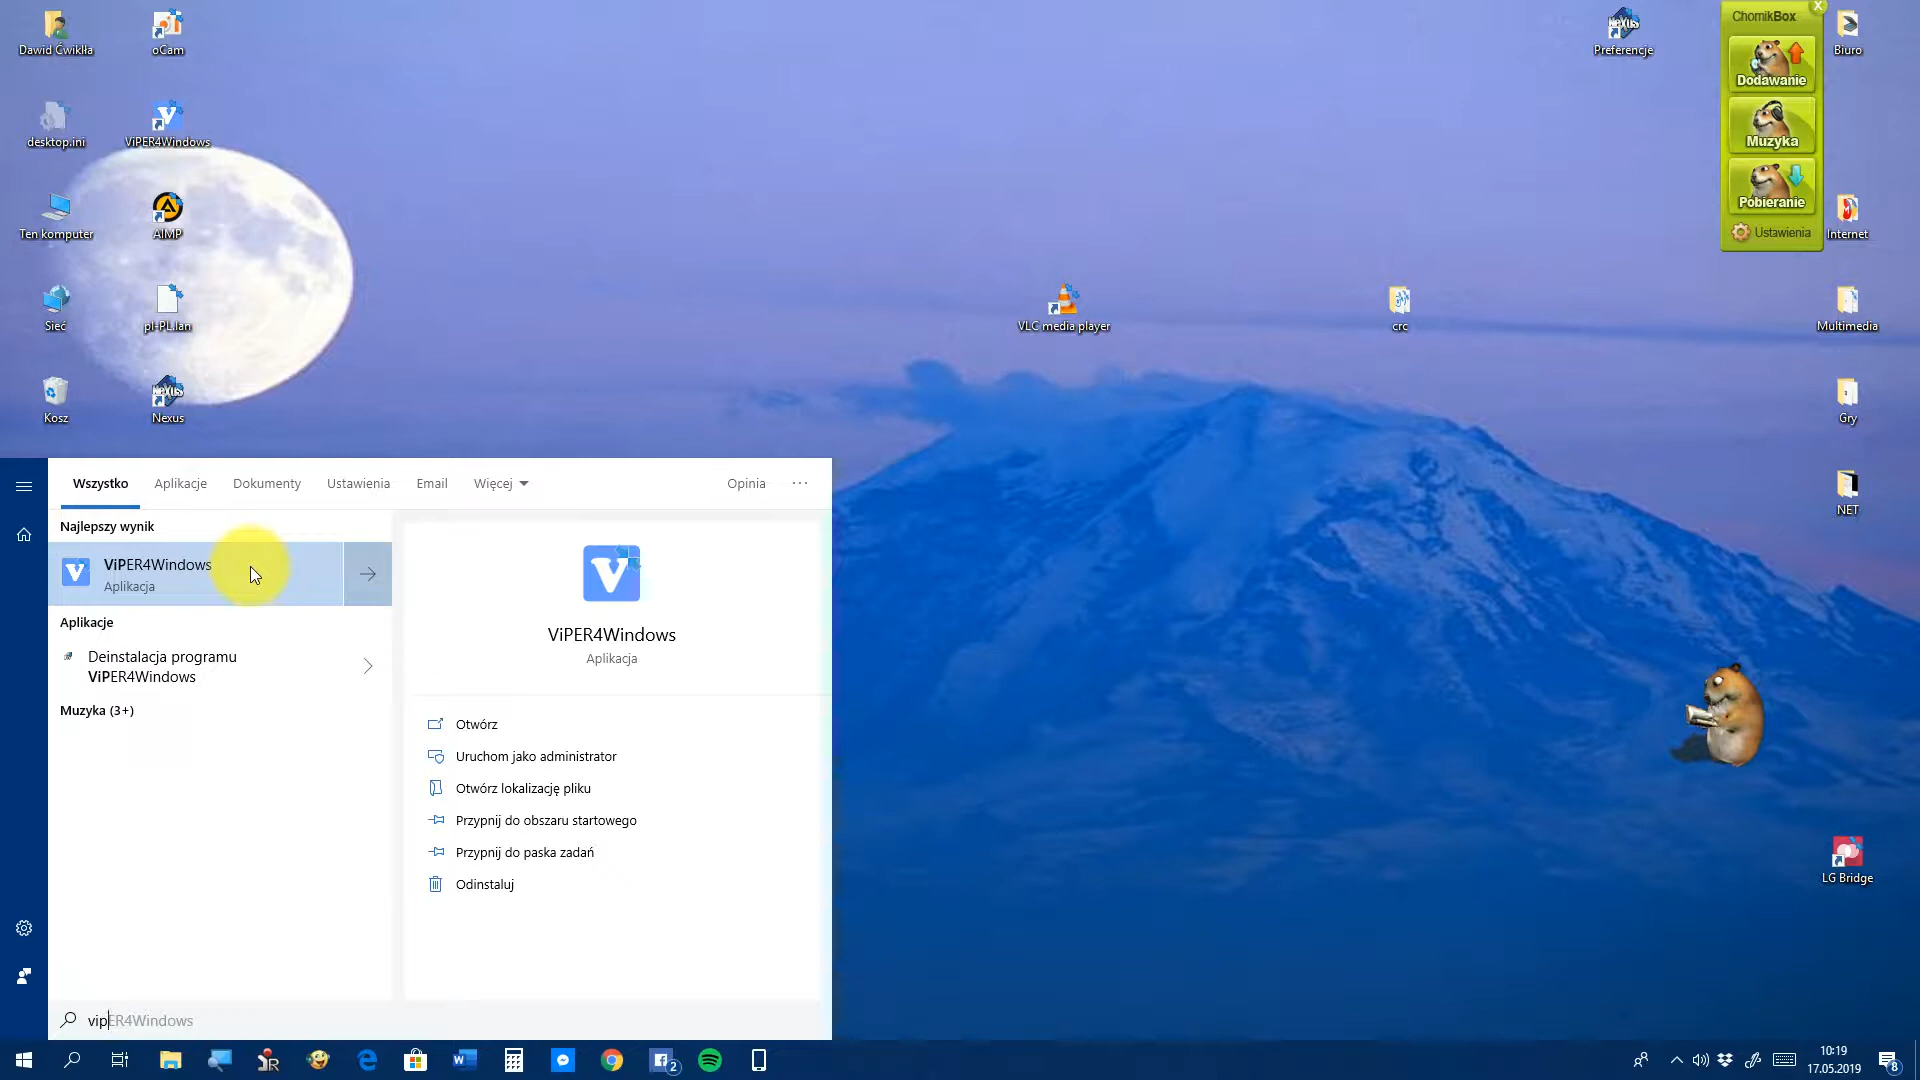 Dawid Ćwikła
oCam
Preferencje
ChomikBox
X
Biuro
Dodawanie
desktop.ini
ViPER4Windows
Muzyka
Pobieranie
Ten komputer
AIMP
Ustawienia
Internet
Sieć
pl-PL.lan
VLC media player
crc
Multimedia
Kosz
Nexus
Gry
NET
LG Bridge
Wszystko
Aplikacje
Dokumenty
Ustawienia
Email
Więcej
Opinia
Najlepszy wynik
ViPER4Windows
Aplikacja
Aplikacje
Deinstalacja programu
ViPER4Windows
Muzyka (3+)
ViPER4Windows
Aplikacja
Otwórz
Uruchom jako administrator
Otwórz lokalizację pliku
Przypnij do obszaru startowego
Przypnij do paska zadań
Odinstaluj
vipER4Windows
2
10:19
17.05.2019
8